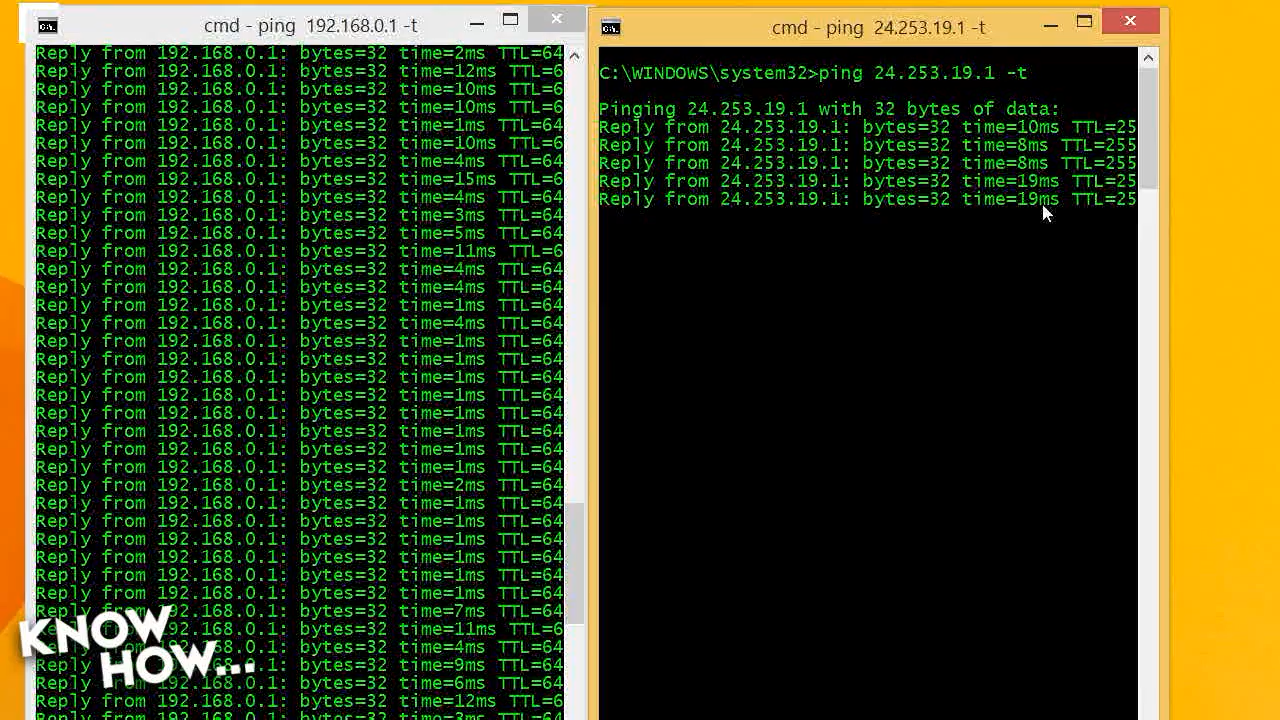 cmd - ping 192.168.0.1 -t
Reply from 192.168.0.1: bytes=32 time=2ms TTL=64
Reply from 192.168.0.1: bytes=32 time=12ms TTL=6
Reply from 192.168.0.1: bytes=32 time=10ms TTL=6
Reply from 192.168.0.1: bytes=32 time=10ms TTL=6
Reply from 192.168.0.1: bytes=32 time=1ms TTL=64
Reply from 192.168.0.1: bytes=32 time=10ms TTL=6
Reply from 192.168.0.1: bytes=32 time=4ms TTL=64
Reply from 192.168.0.1: bytes=32 time=15ms TTL=6
Reply from 192.168.0.1: bytes=32 time=4ms TTL=64
Reply from 192.168.0.1: bytes=32 time=3ms TTL=64
Reply from 192.168.0.1: bytes=32 time=5ms TTL=64
Reply from 192.168.0.1: bytes=32 time=11ms TTL=6
Reply from 192.168.0.1: bytes=32 time=4ms TTL=64
Reply from 192.168.0.1: bytes=32 time=4ms TTL=64
Reply from 192.168.0.1: bytes=32 time=1ms TTL=64
Reply from 192.168.0.1: bytes=32 time=4ms TTL=64
Reply from 192.168.0.1: bytes=32 time=1ms TTL=64
Reply from 192.168.0.1: bytes=32 time=1ms TTL=64
Reply from 192.168.0.1: bytes=32 time=1ms TTL=64
Reply from 192.168.0.1: bytes=32 time=1ms TTL=64
Reply from 192.168.0.1: bytes=32 time=1ms TTL=64
Reply from 192.168.0.1: bytes=32 time=1ms TTL=64
Reply from 192.168.0.1: bytes=32 time=1ms TTL=64
Reply from 192.168.0.1: bytes=32 time=1ms TTL=64
Reply from 192.168.0.1: bytes=32 time=2ms TTL=64
Reply from 192.168.0.1: bytes=32 time=1ms TTL=64
Reply from 192.168.0.1: bytes=32 time=1ms TTL=64
Reply from 192.168.0.1: bytes=32 time=1ms TTL=64
Reply from 192.168.0.1: bytes=32 time=1ms TTL=64
Reply from 192.168.0.1: bytes=32 time=1ms TTL=64
Reply from 192.168.0.1: bytes=32 time=1ms TTL=64
Reply from 192.168.0.1: bytes=32 time=7ms TTL=64
from 192.168.0.1: bytes=32 time=11ms TTL=6
192.168.0.1: bytes=32 time=4ms TTL=64
192.168.0.1: bytes=32 time=9ms TTL=64
192.168.0.1: bytes=32 time=6ms TTL=64
Reply from 192.168.0.1: bytes=32 time=12ms TTL=6
Reply from 192.168.0.1: bytes=32 time=3ms TTL=64
KNOW
HOW...
cmd - ping 24.253.19.1 -t
C:\WINDOWS\system32>ping 24.253.19.1 -t
Pinging 24.253.19.1 with 32 bytes of data:
Reply from 24.253.19.1: bytes=32 time=10ms TTL=25
Reply from 24.253.19.1: bytes=32 time=8ms TTL=255
Reply from 24.253.19.1: bytes=32 time=8ms TTL=255
Reply from 24.253.19.1: bytes=32 time=19ms TTL=25
Reply from 24.253.19.1: bytes=32 time=19ms TTL=25